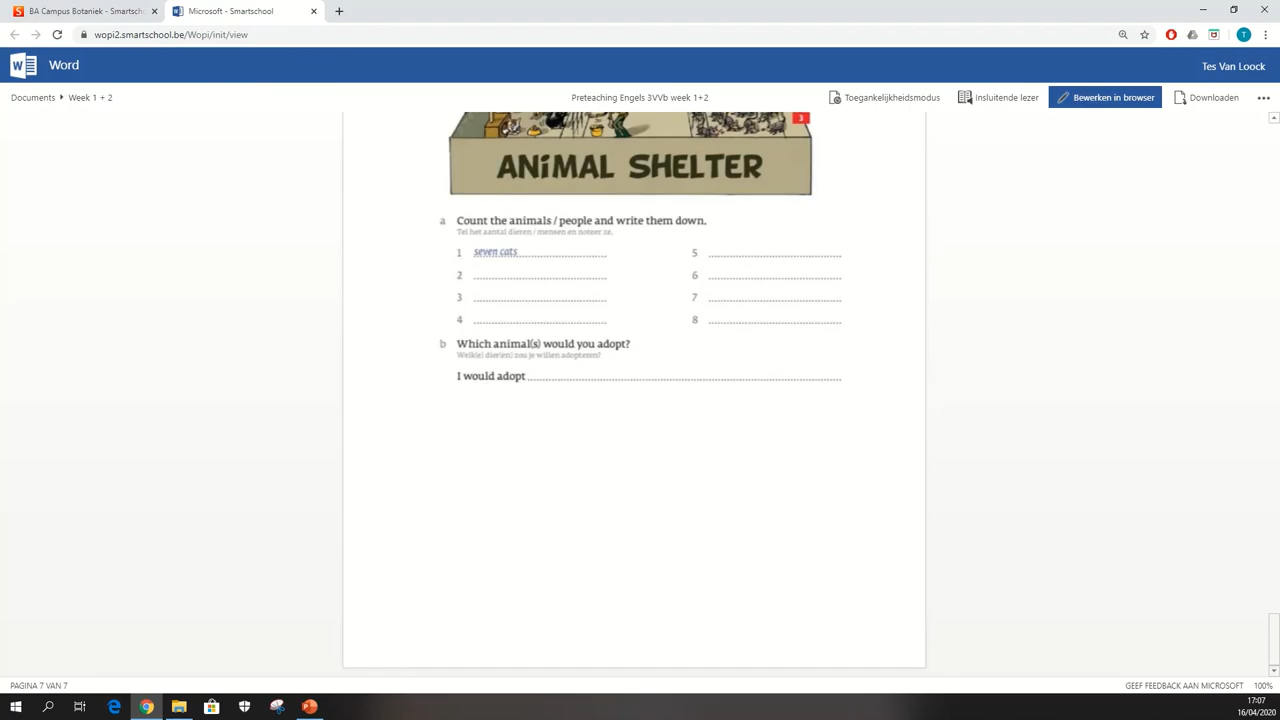 BA Campus Botaniek - Smartsch
Microsoft - Smartschool
wopi2.smartschool.be/Wopi/init/view
T
Word
Tes Van Loock
Documents
Week 1 + 2
Preteaching Engels 3VVb week 1+2
Toegankelijkheidsmodus
Insluitende lezer
Bewerken in browser
Downloaden
3
ANiMAL SHELTER
a Count the animals / people and write them down.
Tel het aantal dieren / mensen en noteer ze.
1 seven cats
5
2
6
3
7
4
8
b Which animal(s) would you adopt?
Welk(e) dier(en) zou je willen adopteren?
I would adopt
PAGINA 7 VAN 7
GEEF FEEDBACK AAN MICROSOFT
100%
17:07
16/04/2020